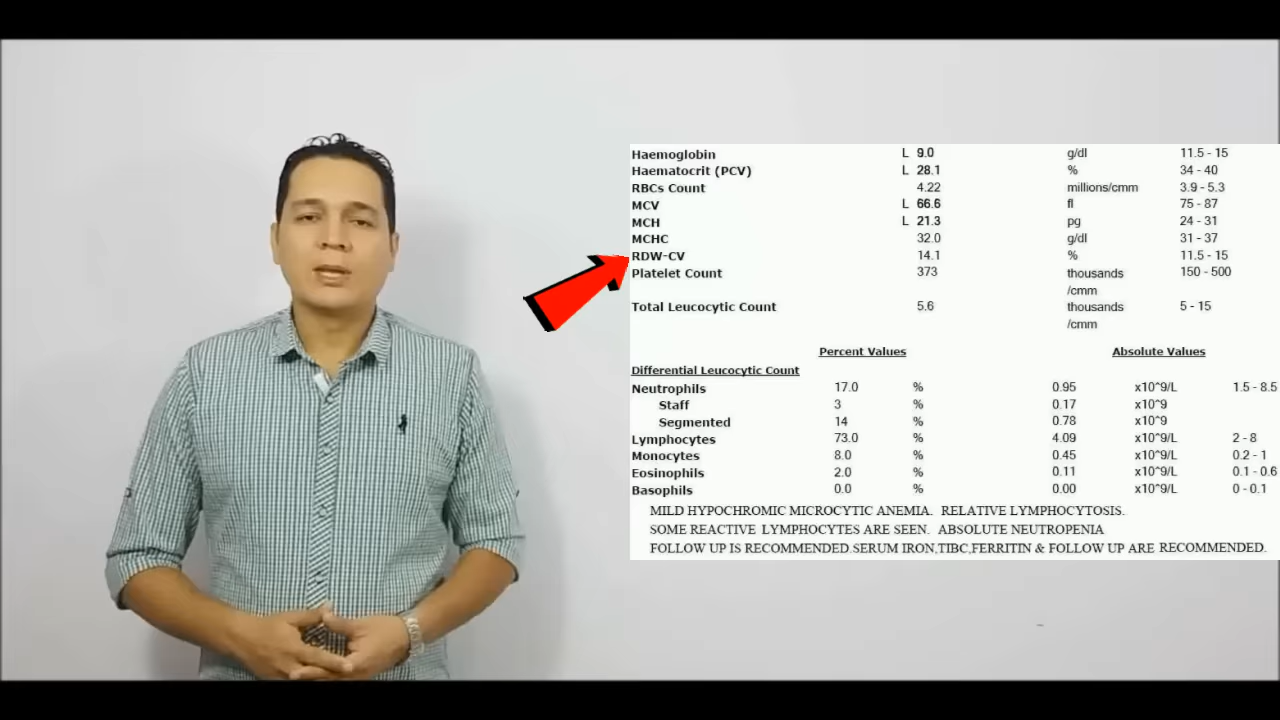 Haemoglobin L 9.0 g/dl 11.5 - 15
Haematocrit (PCV) L 28.1 % 34 - 40
RBCs Count 4.22 millions/cmm 3.9 - 5.3
MCV L 66.6 fl 75 - 87
MCH L 21.3 pg 24 - 31
MCHC 32.0 g/dl 31 - 37
RDW-CV 14.1 % 11.5 - 15
Platelet Count 373 thousands 150 - 500
/cmm
Total Leucocytic Count 5.6 thousands 5 - 15
/cmm
Percent Values Absolute Values
Differential Leucocytic Count
Neutrophils 17.0 % 0.95 x10^9/L 1.5 - 8.5
Staff 3 % 0.17 x10^9
Segmented 14 % 0.78 x10^9
Lymphocytes 73.0 % 4.09 x10^9/L 2 - 8
Monocytes 8.0 % 0.45 x10^9/L 0.2 - 1
Eosinophils 2.0 % 0.11 x10^9/L 0.1 - 0.6
Basophils 0.0 % 0.00 x10^9/L 0 - 0.1
MILD HYPOCHROMIC MICROCYTIC ANEMIA. RELATIVE LYMPHOCYTOSIS.
SOME REACTIVE LYMPHOCYTES ARE SEEN. ABSOLUTE NEUTROPENIA
FOLLOW UP IS RECOMMENDED.SERUM IRON,TIBC,FERRITIN & FOLLOW UP ARE RECOMMENDED.